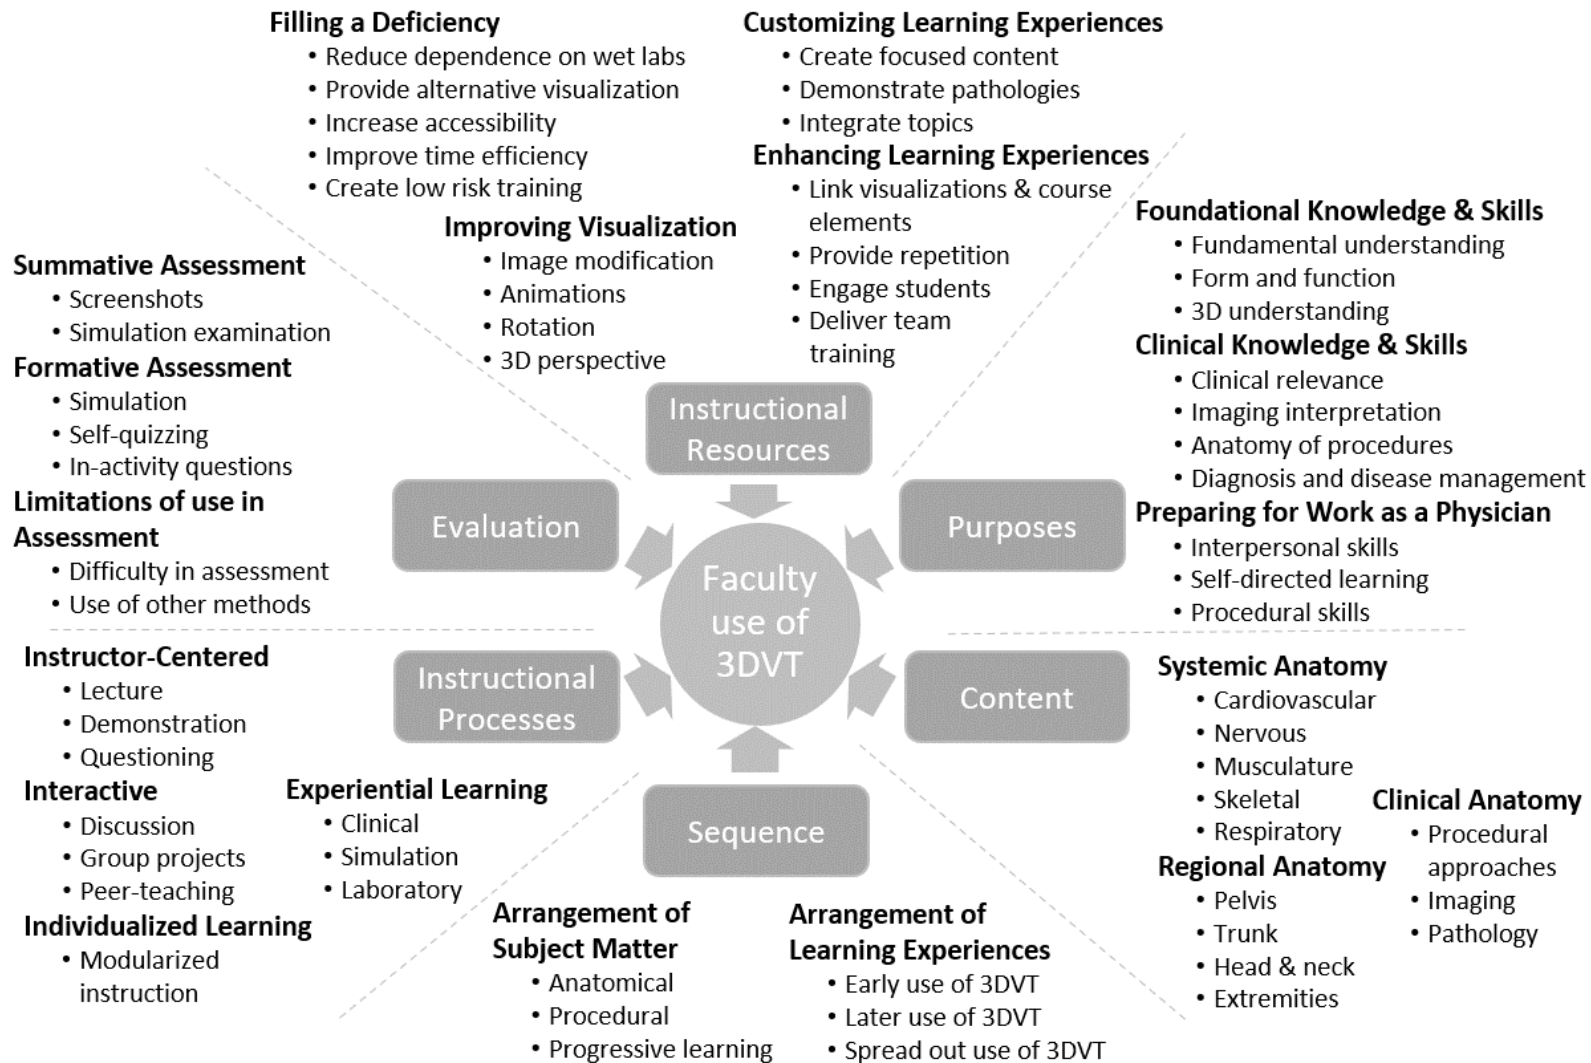 Filling a Deficiency
• Reduce dependence on wet labs
• Provide alternative visualization
• Increase accessibility
• Improve time efficiency
• Create low risk training
Improving Visualization
• Image modification
• Animations
• Rotation
• 3D perspective
Customizing Learning Experiences
• Create focused content
• Demonstrate pathologies
• Integrate topics
Enhancing Learning Experiences
• Link visualizations & course
elements
• Provide repetition
• Engage students
• Deliver team
training
Instructional
Resources
Foundational Knowledge & Skills
• Fundamental understanding
• Form and function
• 3D understanding
Clinical Knowledge & Skills
• Clinical relevance
• Imaging interpretation
• Anatomy of procedures
• Diagnosis and disease management
Preparing for Work as a Physician
• Interpersonal skills
• Self-directed learning
• Procedural skills
Purposes
Summative Assessment
• Screenshots
• Simulation examination
Formative Assessment
• Simulation
• Self-quizzing
• In-activity questions
Limitations of use in
Assessment
• Difficulty in assessment
• Use of other methods
Evaluation
Faculty
use of
3DVT
Instructor-Centered
• Lecture
• Demonstration
• Questioning
Interactive
• Discussion
• Group projects
• Peer-teaching
Individualized Learning
• Modularized
instruction
Experiential Learning
• Clinical
• Simulation
• Laboratory
Instructional
Processes
Content
Systemic Anatomy
• Cardiovascular
• Nervous
• Musculature
• Skeletal
• Respiratory
Regional Anatomy
• Pelvis
• Trunk
• Head & neck
• Extremities
Clinical Anatomy
• Procedural
approaches
• Imaging
• Pathology
Sequence
Arrangement of
Subject Matter
• Anatomical
• Procedural
• Progressive learning
Arrangement of
Learning Experiences
• Early use of 3DVT
• Later use of 3DVT
• Spread out use of 3DVT